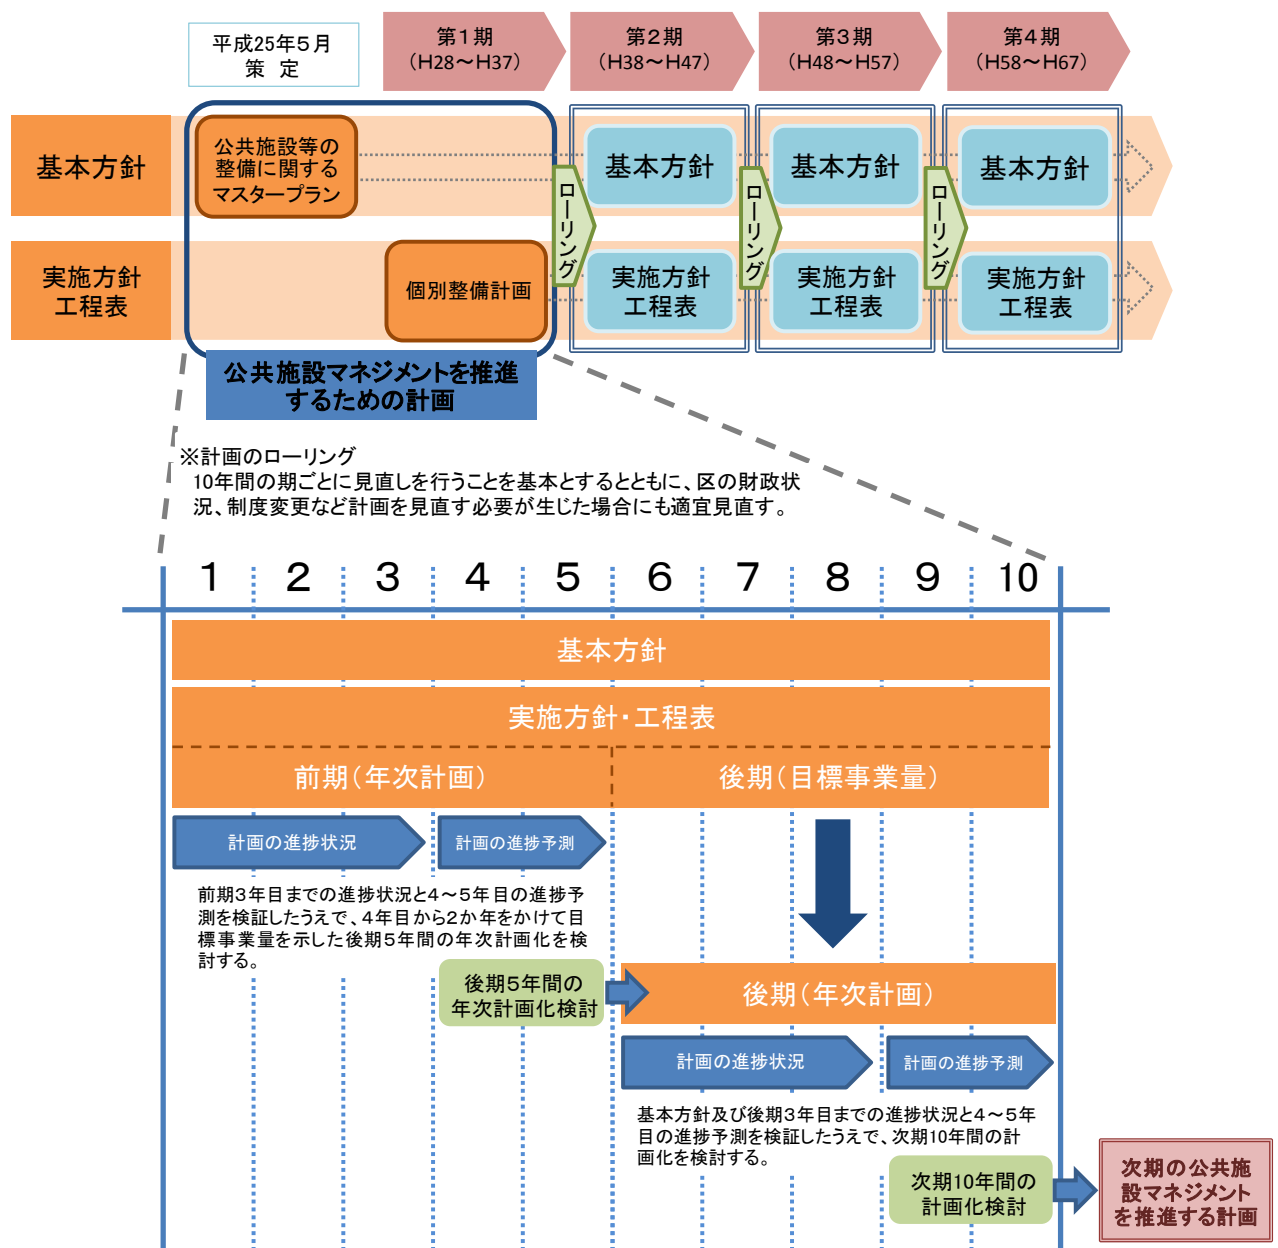 平成25年5月
策 定
第1期
(H28～H37)
第2期
(H38～H47)
第3期
(H48～H57)
第4期
(H58～H67)
基本方針
公共施設等の
整備に関する
マスタープラン
ローリング
基本方針
ローリング
基本方針
ローリング
基本方針
実施方針
工程表
個別整備計画
実施方針
工程表
実施方針
工程表
実施方針
工程表
公共施設マネジメントを推進
するための計画
※計画のローリング
10年間の期ごとに見直しを行うことを基本とするとともに、区の財政状
況、制度変更など計画を見直す必要が生じた場合にも適宜見直す。
1 2 3 4 5 6 7 8 9 10
基本方針
実施方針・工程表
前期(年次計画) 後期(目標事業量)
計画の進捗状況 計画の進捗予測
前期3年目までの進捗状況と4～5年目の進捗予
測を検証したうえで、4年目から2か年をかけて目
標事業量を示した後期5年間の年次計画化を検
討する。
後期5年間の
年次計画化検討
後期(年次計画)
計画の進捗状況 計画の進捗予測
基本方針及び後期3年目までの進捗状況と4～5年
目の進捗予測を検証したうえで、次期10年間の計
画化を検討する。
次期10年間の
計画化検討
次期の公共施
設マネジメント
を推進する計画